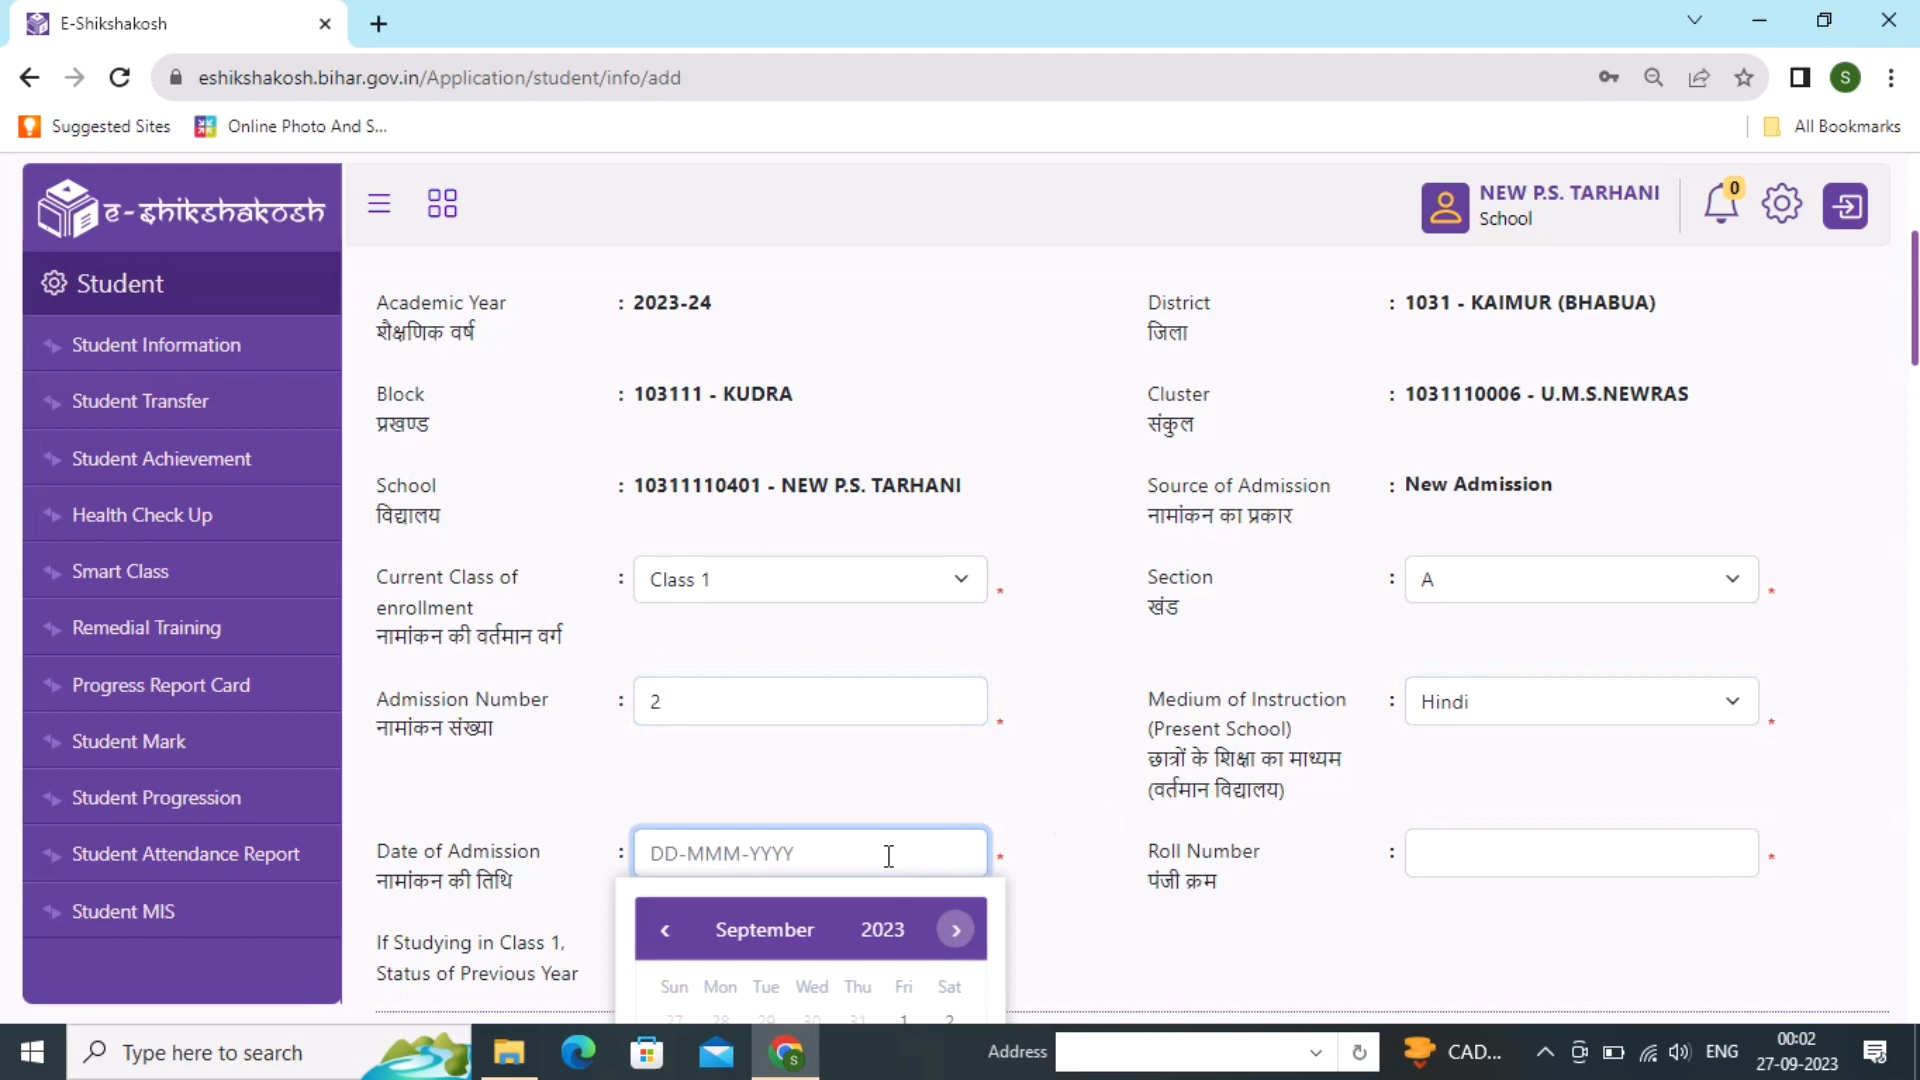 E-Shikshakosh
eshikshakosh.bihar.gov.in/Application/student/info/add
S
Suggested Sites
Online Photo And S...
All Bookmarks
e-shikshakosh
NEW P.S. TARHANI
School
0
Student
Student Information
Student Transfer
Student Achievement
Health Check Up
Smart Class
Remedial Training
Progress Report Card
Student Mark
Student Progression
Student Attendance Report
Student MIS
Academic Year
शैक्षणिक वर्ष
: 2023-24
District
जिला
: 1031 - KAIMUR (BHABUA)
Block
प्रखण्ड
: 103111 - KUDRA
Cluster
संकुल
: 1031110006 - U.M.S.NEWRAS
School
विद्यालय
: 10311110401 - NEW P.S. TARHANI
Source of Admission
नामांकन का प्रकार
: New Admission
Current Class of
enrollment
नामांकन की वर्तमान वर्ग
: Class 1 *
Section
खंड
: A *
Admission Number
नामांकन संख्या
: 2 *
Medium of Instruction
(Present School)
छात्रों के शिक्षा का माध्यम
(वर्तमान विद्यालय)
: Hindi *
Date of Admission
नामांकन की तिथि
: DD-MMM-YYYY *
Roll Number
पंजी क्रम
: *
If Studying in Class 1,
Status of Previous Year
September 2023
Sun Mon Tue Wed Thu Fri Sat
27 28 29 30 31 1 2
Type here to search
S
Address
CAD...
ENG
00:02
27-09-2023